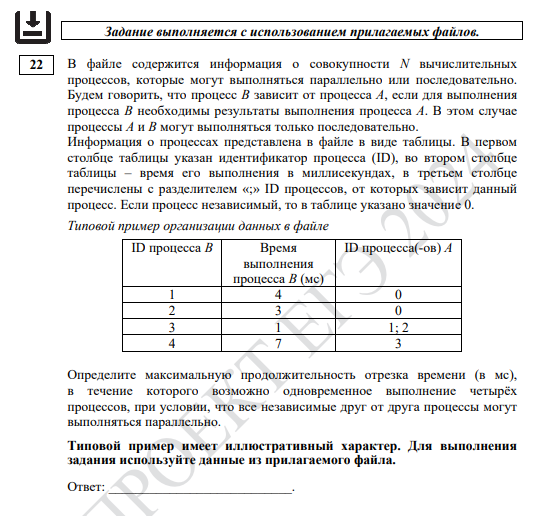 Задание выполняется с использованием прилагаемых файлов.
22
В файле содержится информация о совокупности N вычислительных
процессов, которые могут выполняться параллельно или последовательно.
Будем говорить, что процесс B зависит от процесса A, если для выполнения
процесса B необходимы результаты выполнения процесса A. В этом случае
процессы A и B могут выполняться только последовательно.
Информация о процессах представлена в файле в виде таблицы. В первом
столбце таблицы указан идентификатор процесса (ID), во втором столбце
таблицы – время его выполнения в миллисекундах, в третьем столбце
перечислены с разделителем «;» ID процессов, от которых зависит данный
процесс. Если процесс независимый, то в таблице указано значение 0.
Типовой пример организации данных в файле
ID процесса B Время выполнения процесса B (мс) ID процесса(-ов) A
1 4 0
2 3 0
3 1 1; 2
4 7 3
Определите максимальную продолжительность отрезка времени (в мс),
в течение которого возможно одновременное выполнение четырёх
процессов, при условии, что все независимые друг от друга процессы могут
выполняться параллельно.
Типовой пример имеет иллюстративный характер. Для выполнения
задания используйте данные из прилагаемого файла.
Ответ: ___________________________.
ПРОЕКТ ЕГЭ 2024